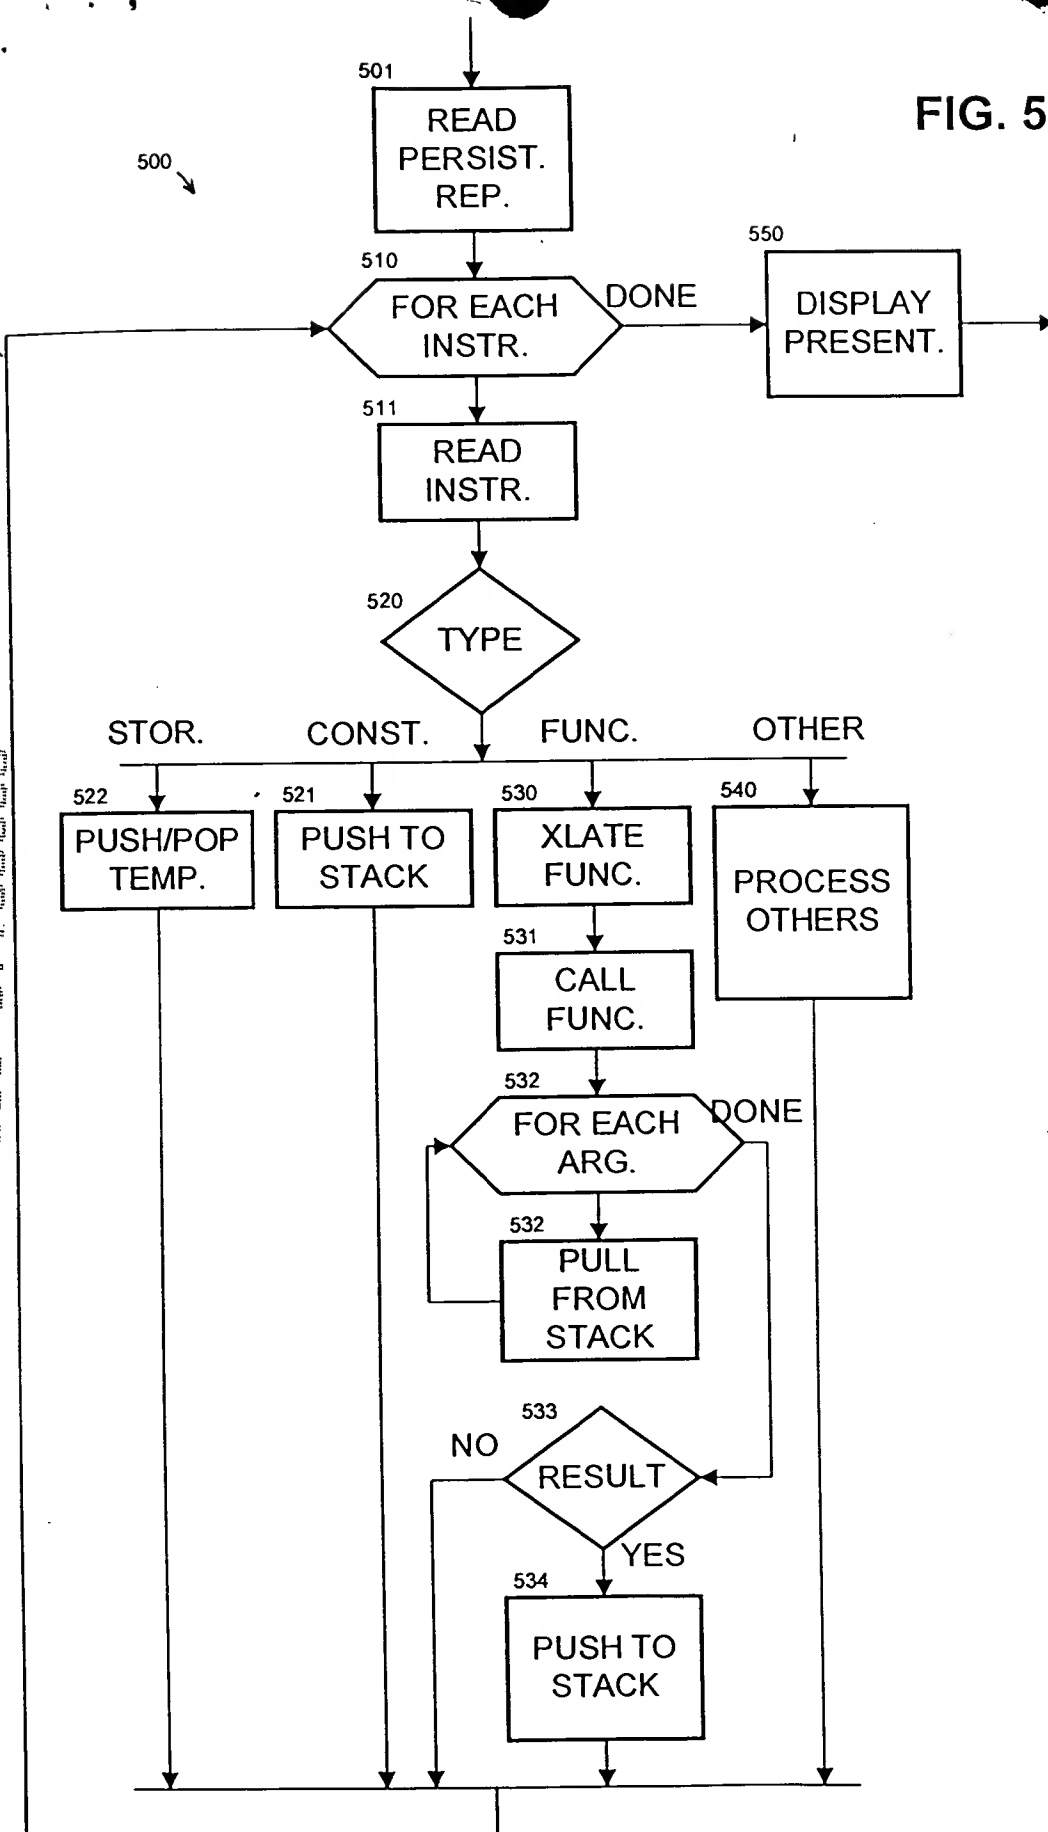 501
FIG. 5
READ
PERSIST.
REP.
500
550
510
FOR EACH
INSTR.
DONE
DISPLAY
PRESENT.
511
READ
INSTR.
520
TYPE
STOR.
CONST.
FUNC.
OTHER
522
521
530
540
PUSH/POP
TEMP.
PUSH TO
STACK
XLATE
FUNC.
PROCESS
OTHERS
531
CALL
FUNC.
532
FOR EACH
ARG.
DONE
532
PULL
FROM
STACK
533
NO
RESULT
YES
534
PUSH TO
STACK